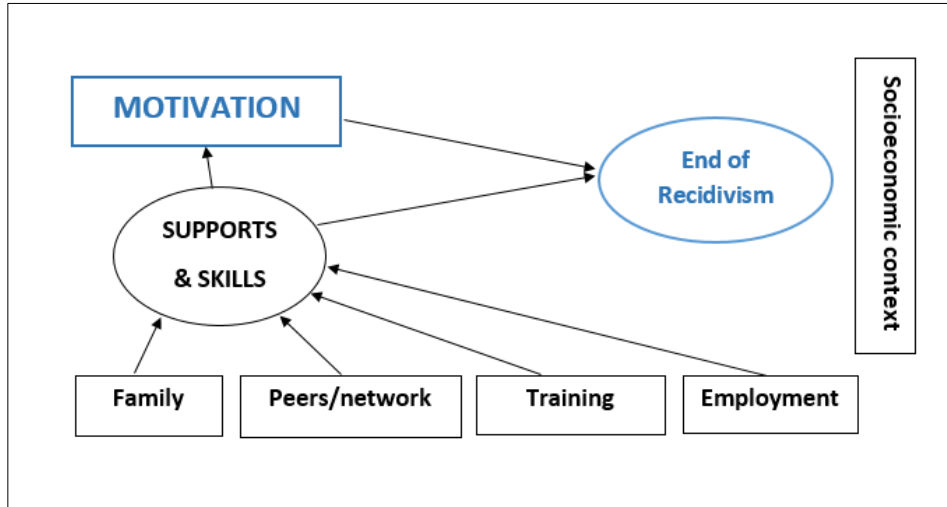 MOTIVATION
End of
Recidivism
Socioeconomic context
SUPPORTS
& SKILLS
Family
Peers/network
Training
Employment